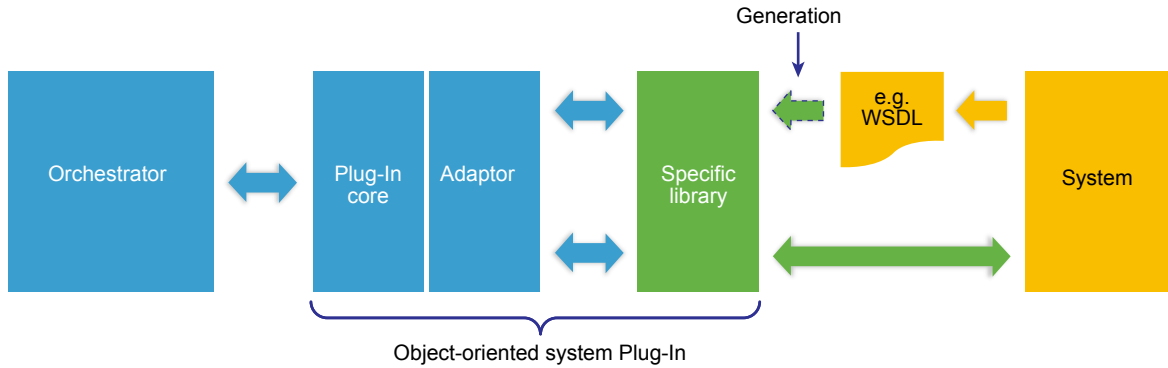 Generation
Orchestrator
Plug-In
core
Adaptor
Specific
library
e.g.
WSDL
System
Object-oriented system Plug-In